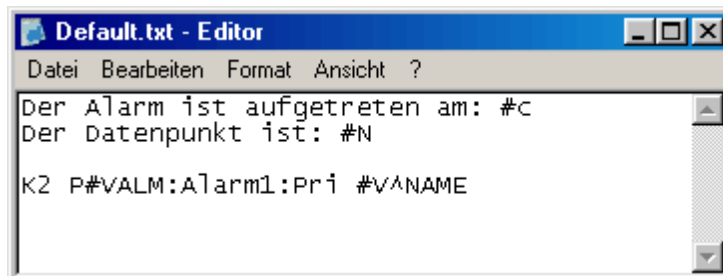 Default.txt - Editor
Datei Bearbeiten Format Ansicht ?
Der Alarm ist aufgetreten am: #c
Der Datenpunkt ist: #N
K2 P#VALM:Alarm1:Pri #V^NAME